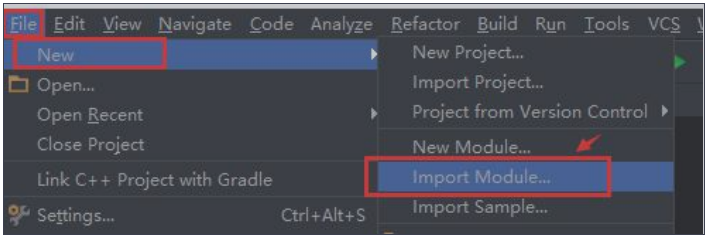 File Edit View Navigate Code Analyze Refactor Build Run Tools VCS
New
New Project...
Open...
Import Project...
Open Recent
Project from Version Control
Close Project
New Module...
Link C++ Project with Gradle
Import Module...
Settings... Ctrl+Alt+S
Import Sample...